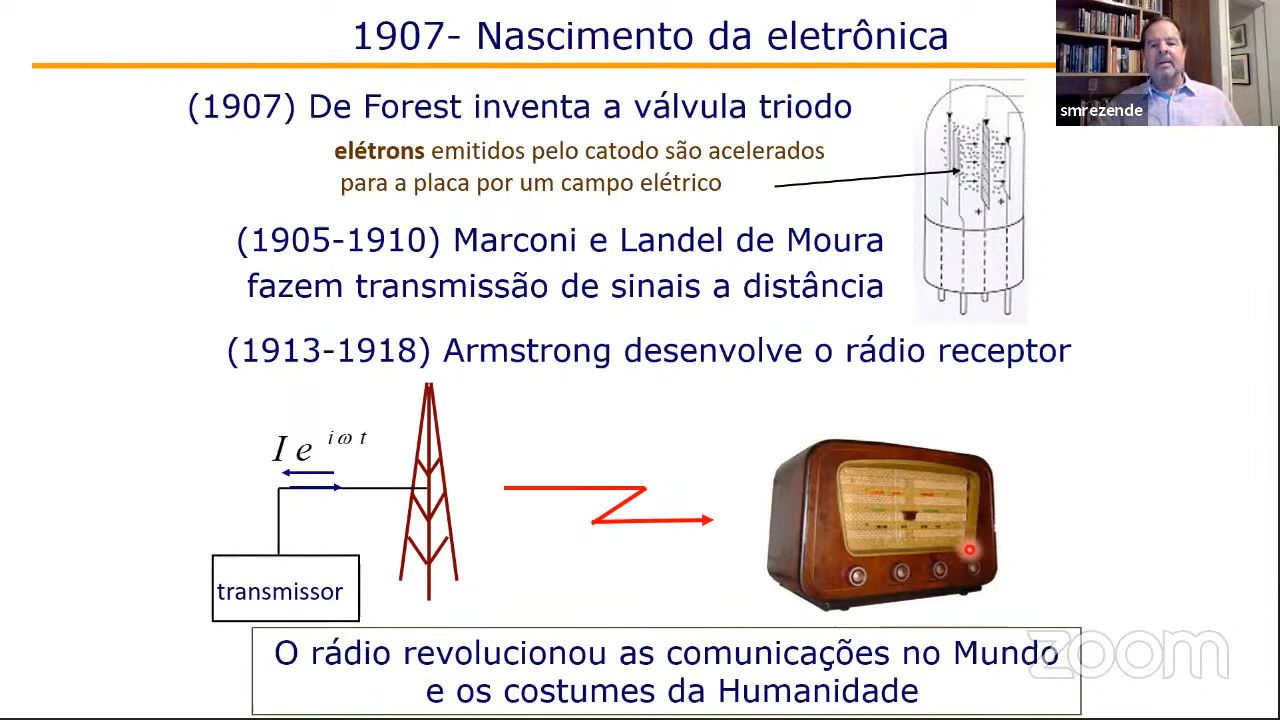 1907- Nascimento da eletrônica
smrezende
(1907) De Forest inventa a válvula triodo
elétrons emitidos pelo catodo são acelerados
para a placa por um campo elétrico
(1905-1910) Marconi e Landel de Moura
fazem transmissão de sinais a distância
(1913-1918) Armstrong desenvolve o rádio receptor
I e iω t
transmissor
O rádio revolucionou as comunicações no Mundo
e os costumes da Humanidade
zoom